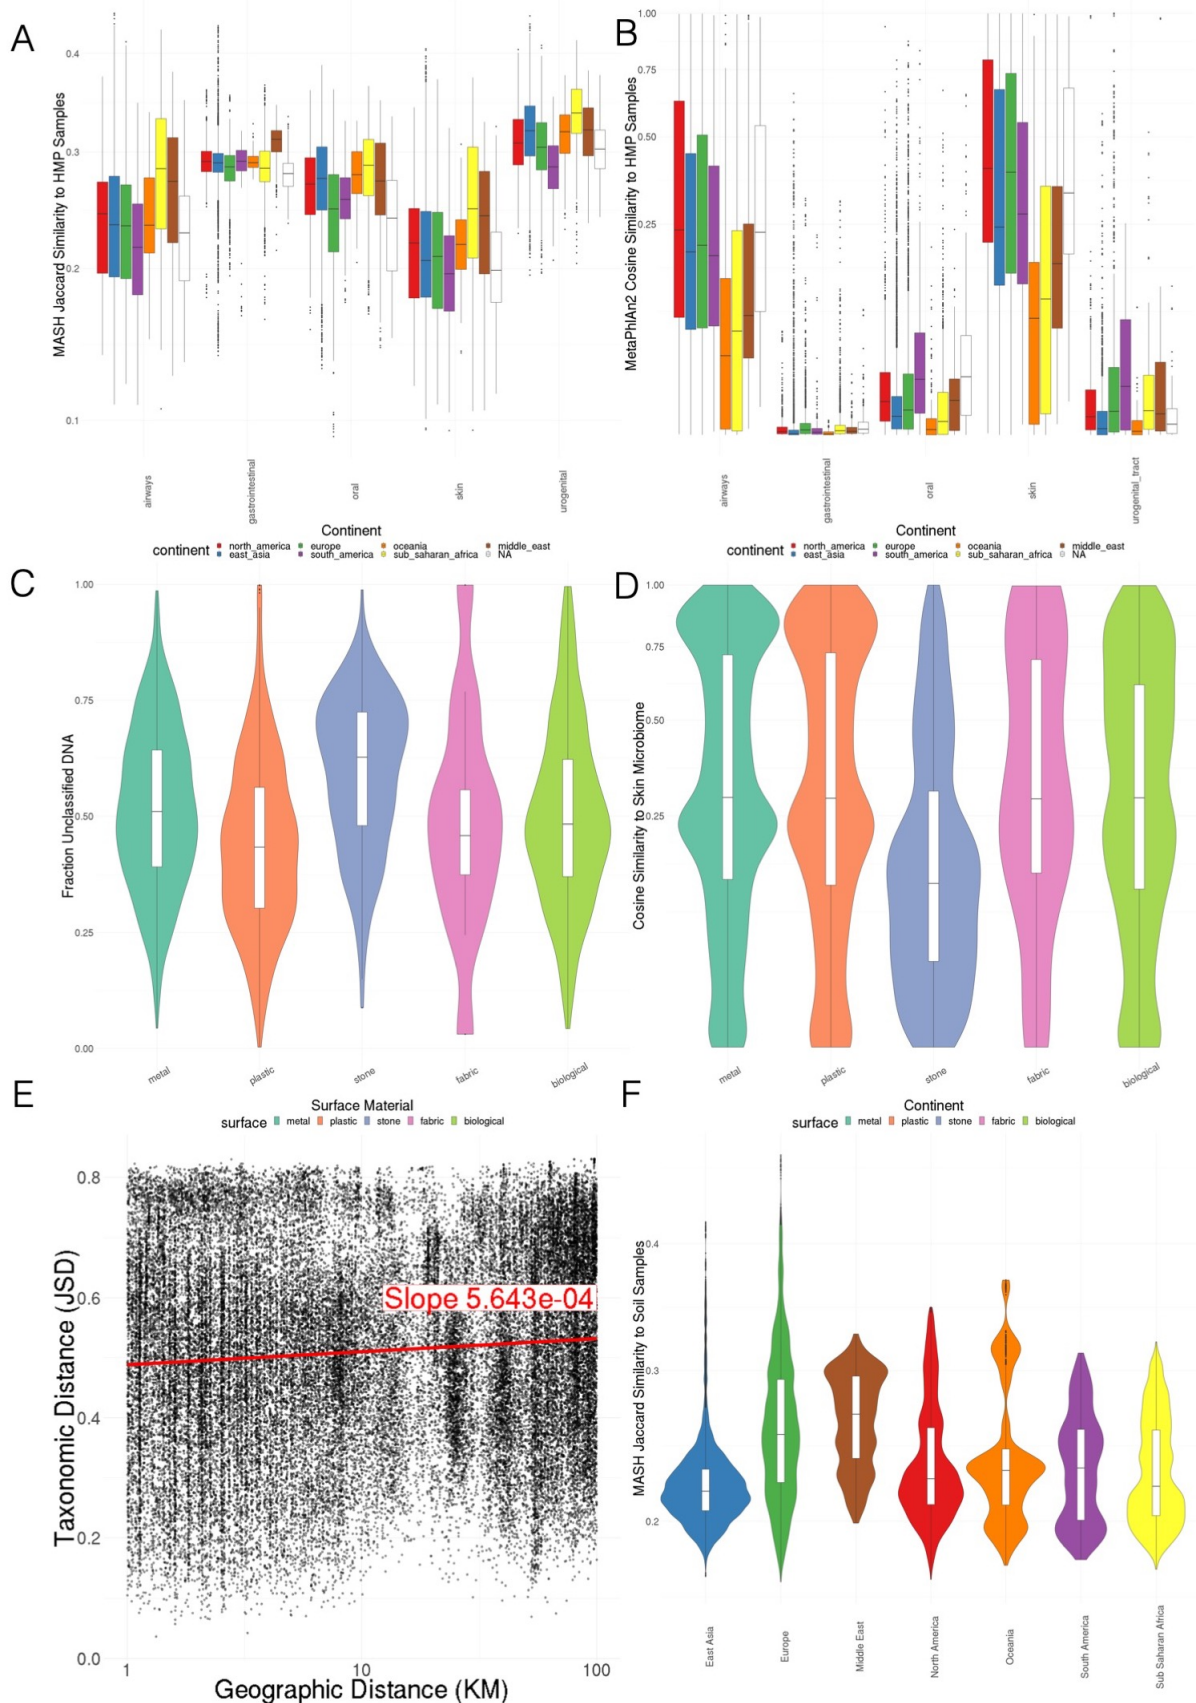 A
MASH Jaccard Similarity to HMP Samples
0.4
0.3
0.2
0.1
airways
gastrointestinal
oral
skin
urogenital
Continent
continent north_america europe oceania middle_east
east_asia south_america sub_saharan_africa NA
B
MetaPhlAn2 Cosine Similarity to HMP Samples
1.00
0.75
0.50
0.25
airways
gastrointestinal
oral
skin
urogenital_tract
Continent
continent north_america europe oceania middle_east
east_asia south_america sub_saharan_africa NA
C
Fraction Unclassified DNA
1.00
0.75
0.50
0.25
0.00
metal
plastic
stone
fabric
biological
Surface Material
surface metal plastic stone fabric biological
D
Cosine Similarity to Skin Microbiome
1.00
0.75
0.50
0.25
metal
plastic
stone
fabric
biological
Continent
surface metal plastic stone fabric biological
E
Taxonomic Distance (JSD)
0.8
0.6
0.4
0.2
0.0
Slope 5.643e-04
1
10
100
Geographic Distance (KM)
F
MASH Jaccard Similarity to Soil Samples
0.4
0.3
0.2
East Asia
Europe
Middle East
North America
Oceania
South America
Sub Saharan Africa